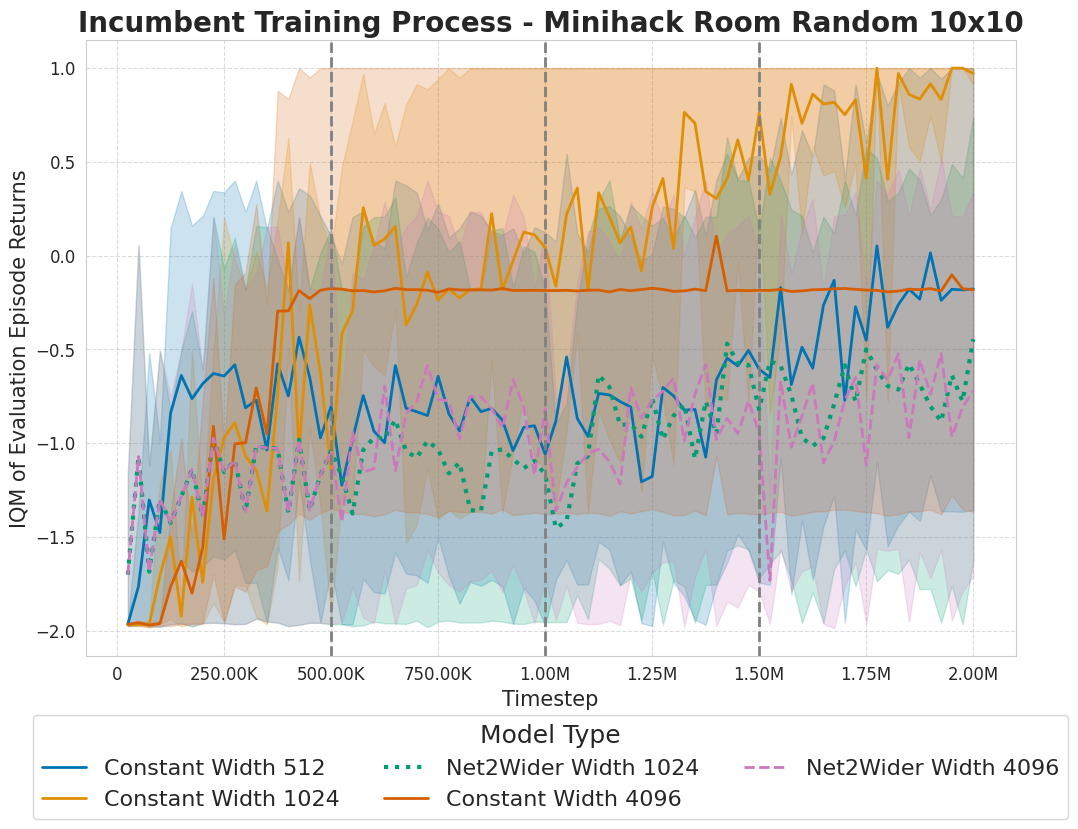 Incumbent Training Process - Minihack Room Random 10x10
IQM of Evaluation Episode Returns
1.0
0.5
0.0
−0.5
−1.0
−1.5
−2.0
0 250.00K 500.00K 750.00K 1.00M 1.25M 1.50M 1.75M 2.00M
Timestep
Model Type
Constant Width 512 Net2Wider Width 1024 Net2Wider Width 4096
Constant Width 1024 Constant Width 4096